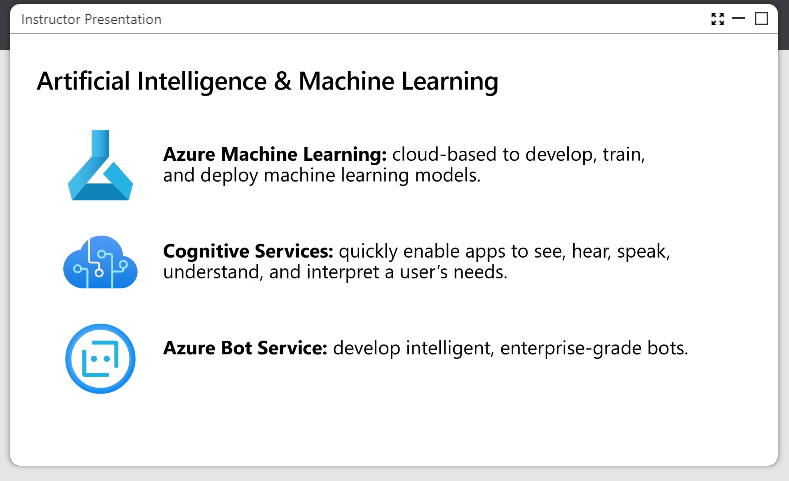 Instructor Presentation
Artificial Intelligence & Machine Learning
Azure Machine Learning: cloud-based to develop, train,
and deploy machine learning models.
Cognitive Services: quickly enable apps to see, hear, speak,
understand, and interpret a user’s needs.
Azure Bot Service: develop intelligent, enterprise-grade bots.